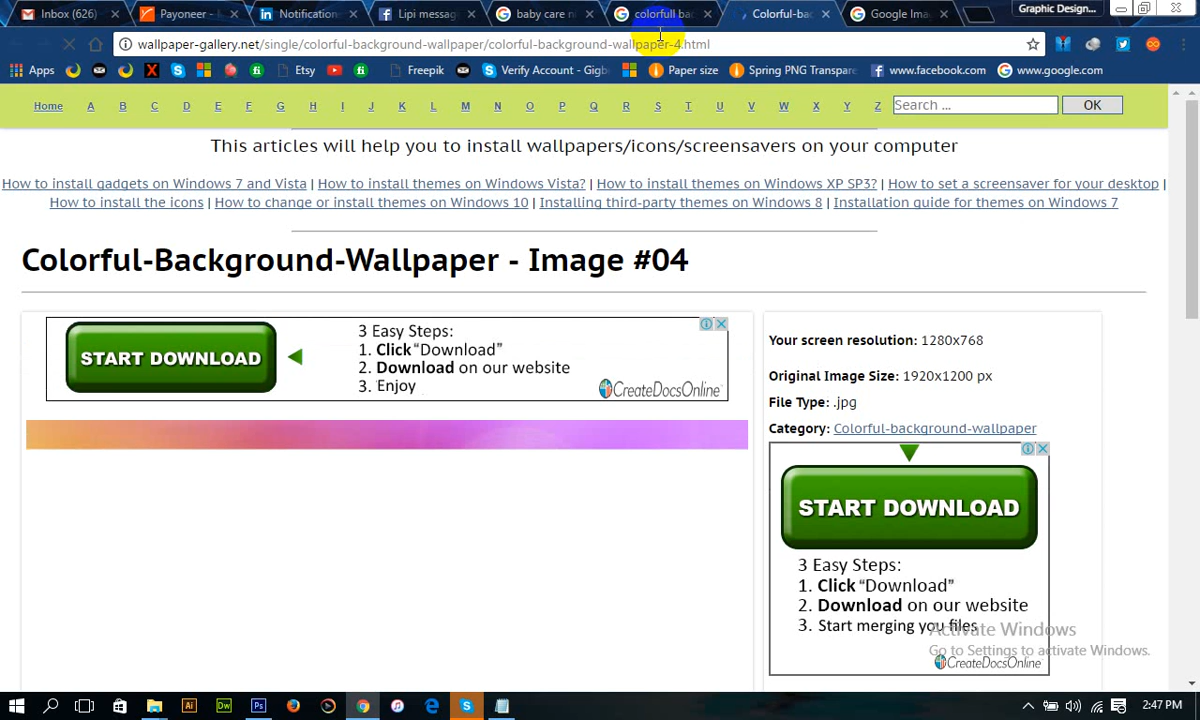 Inbox (626)
Payoneer -
Notification
Lipi messag
baby care ni
colorfull ba
Colorful-ba
Google Ima
Graphic Design...
wallpaper-gallery.net/single/colorful-background-wallpaper/colorful-background-wallpaper-4.html
Apps
Etsy
Freepik
Verify Account - Gigb
Paper size
Spring PNG Transpare
www.facebook.com
www.google.com
Home A B C D E F G H I J K L M N O P Q R S T U V W X Y Z Search ... OK
This articles will help you to install wallpapers/icons/screensavers on your computer
How to install gadgets on Windows 7 and Vista | How to install themes on Windows Vista? | How to install themes on Windows XP SP3? | How to set a screensaver for your desktop |
How to install the icons | How to change or install themes on Windows 10 | Installing third-party themes on Windows 8 | Installation guide for themes on Windows 7
Colorful-Background-Wallpaper - Image #04
START DOWNLOAD
3 Easy Steps:
1. Click “Download”
2. Download on our website
3. Enjoy
CreateDocsOnline
Your screen resolution: 1280x768
Original Image Size: 1920x1200 px
File Type: .jpg
Category: Colorful-background-wallpaper
START DOWNLOAD
3 Easy Steps:
1. Click “Download”
2. Download on our website
3. Start merging you files
CreateDocsOnline
Activate Windows
Go to Settings to activate Windows.
Ai
Dw
Ps
2:47 PM